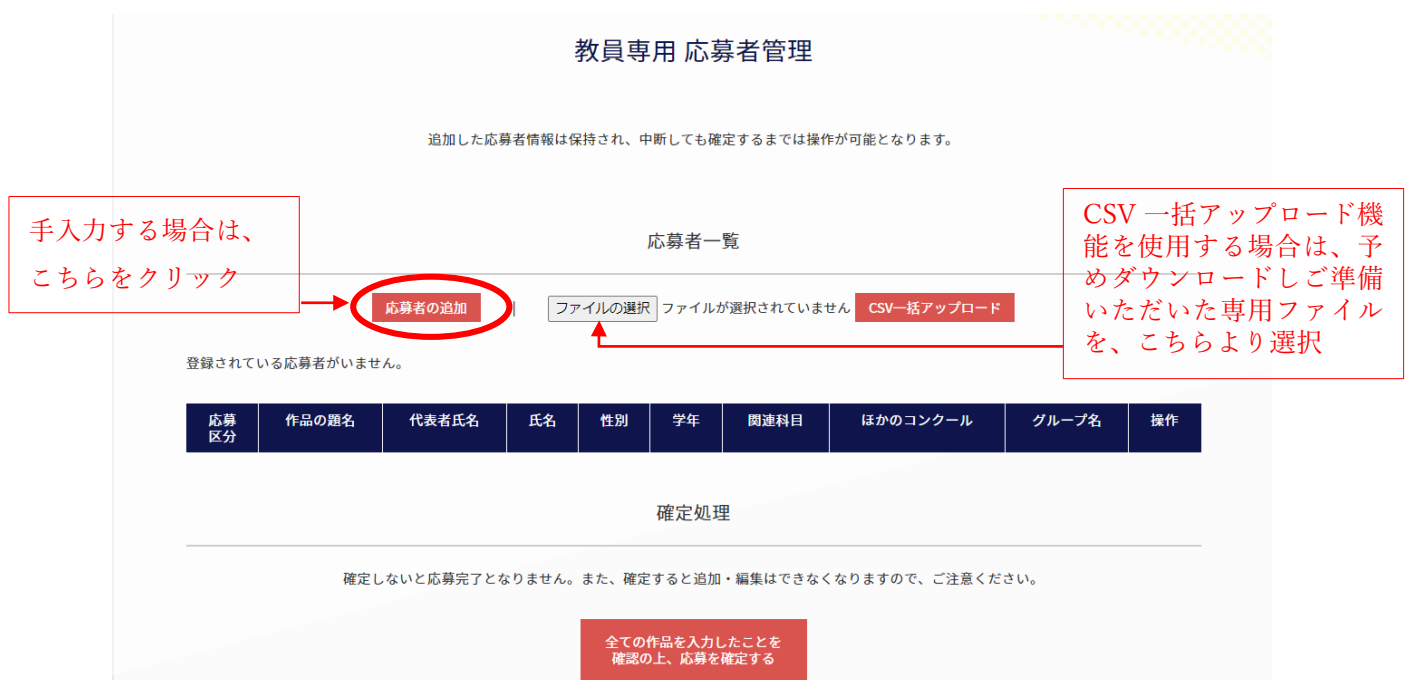 教員専用 応募者管理
追加した応募者情報は保持され、中断しても確定するまでは操作が可能となります。
手入力する場合は、
こちらをクリック
CSV 一括アップロード機
能を使用する場合は、予
めダウンロードしご準備
いただいた専用ファイル
を、こちらより選択
応募者一覧
応募者の追加 | ファイルの選択 ファイルが選択されていません CSV一括アップロード
登録されている応募者がいません。
応募
区分 作品の題名 代表者氏名 氏名 性別 学年 関連科目 ほかのコンクール グループ名 操作
確定処理
確定しないと応募完了となりません。また、確定すると追加・編集はできなくなりますので、ご注意ください。
全ての作品を入力したことを
確認の上、応募を確定する